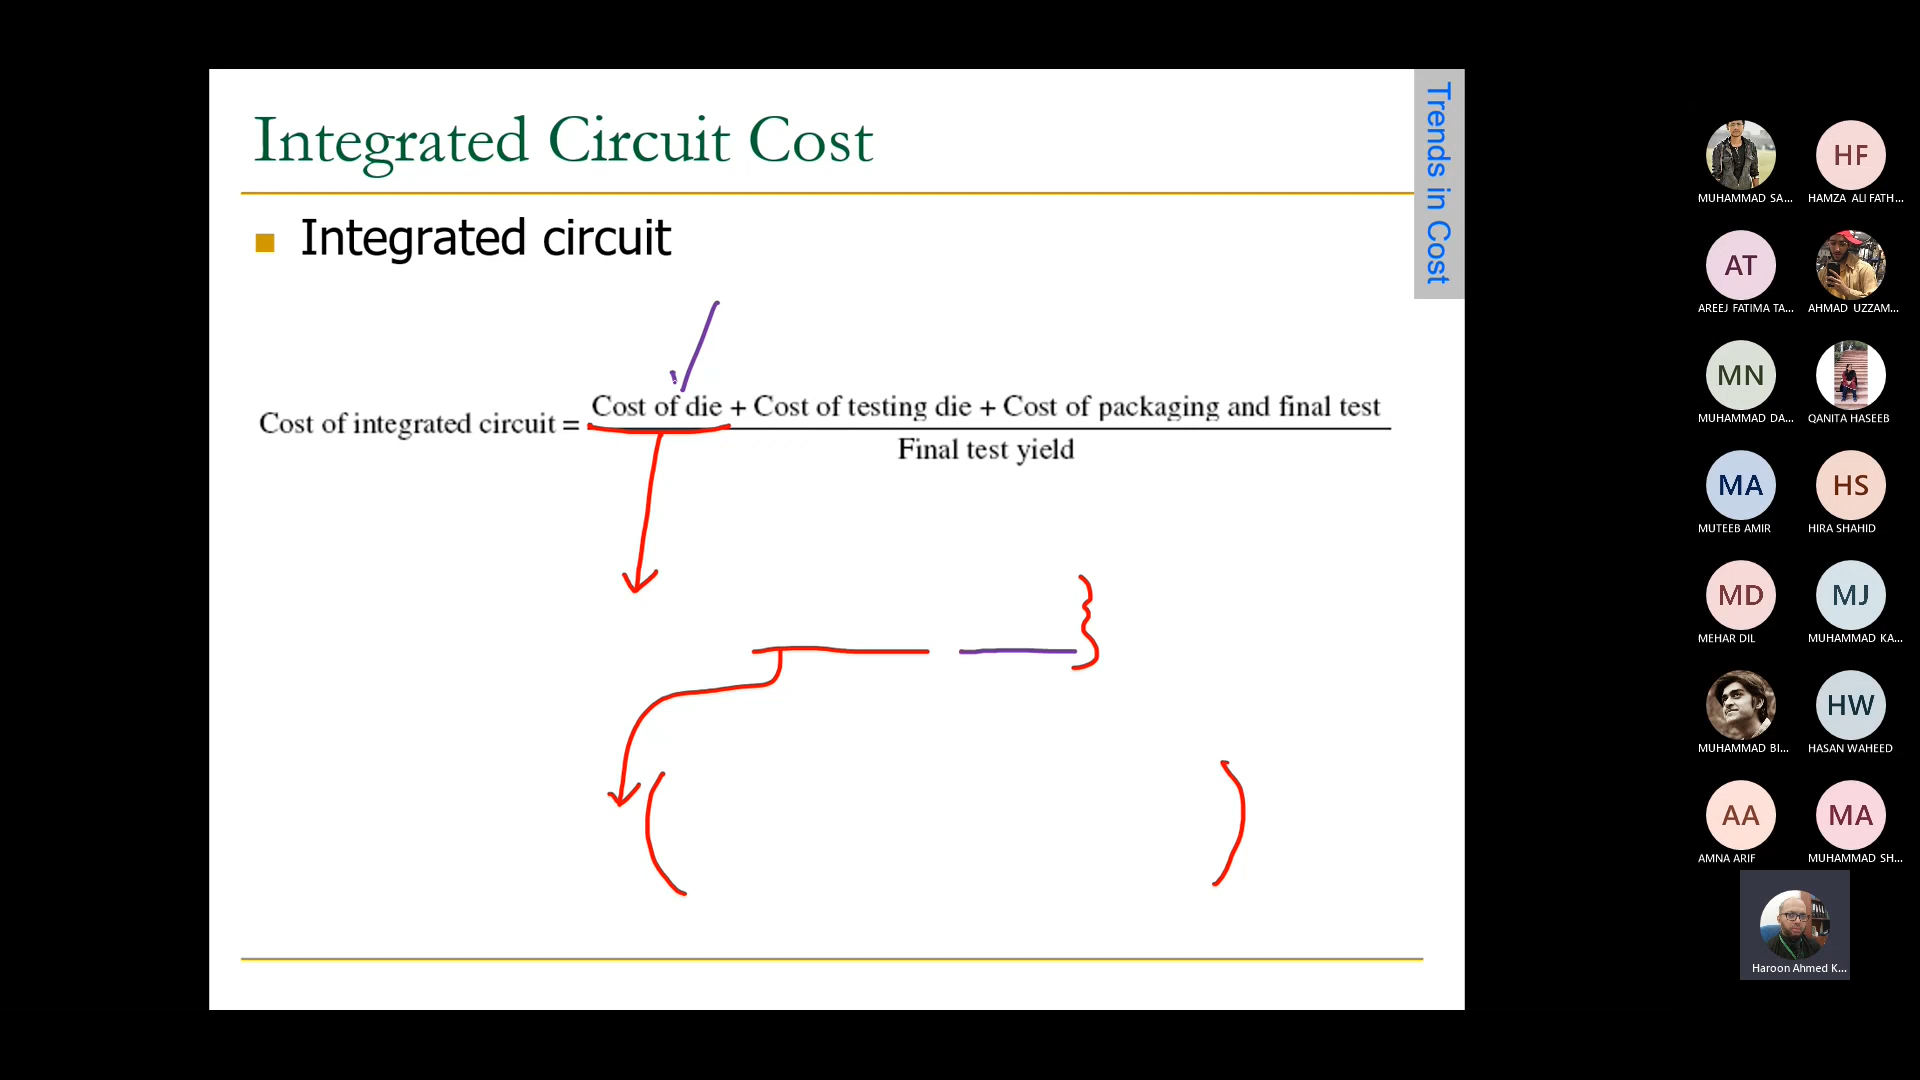 Integrated Circuit Cost
Trends in Cost
Integrated circuit
Cost of integrated circuit = Cost of die + Cost of testing die + Cost of packaging and final test
Final test yield
MUHAMMAD SA...
HF
HAMZA ALI FATH...
AT
AREEJ FATIMA TA...
AHMAD UZZAM...
MN
MUHAMMAD DA...
QANITA HASEEB
MA
MUTEEB AMIR
HS
HIRA SHAHID
MD
MEHAR DIL
MJ
MUHAMMAD KA...
MUHAMMAD BI...
HW
HASAN WAHEED
AA
AMNA ARIF
MA
MUHAMMAD SH...
Haroon Ahmed K...